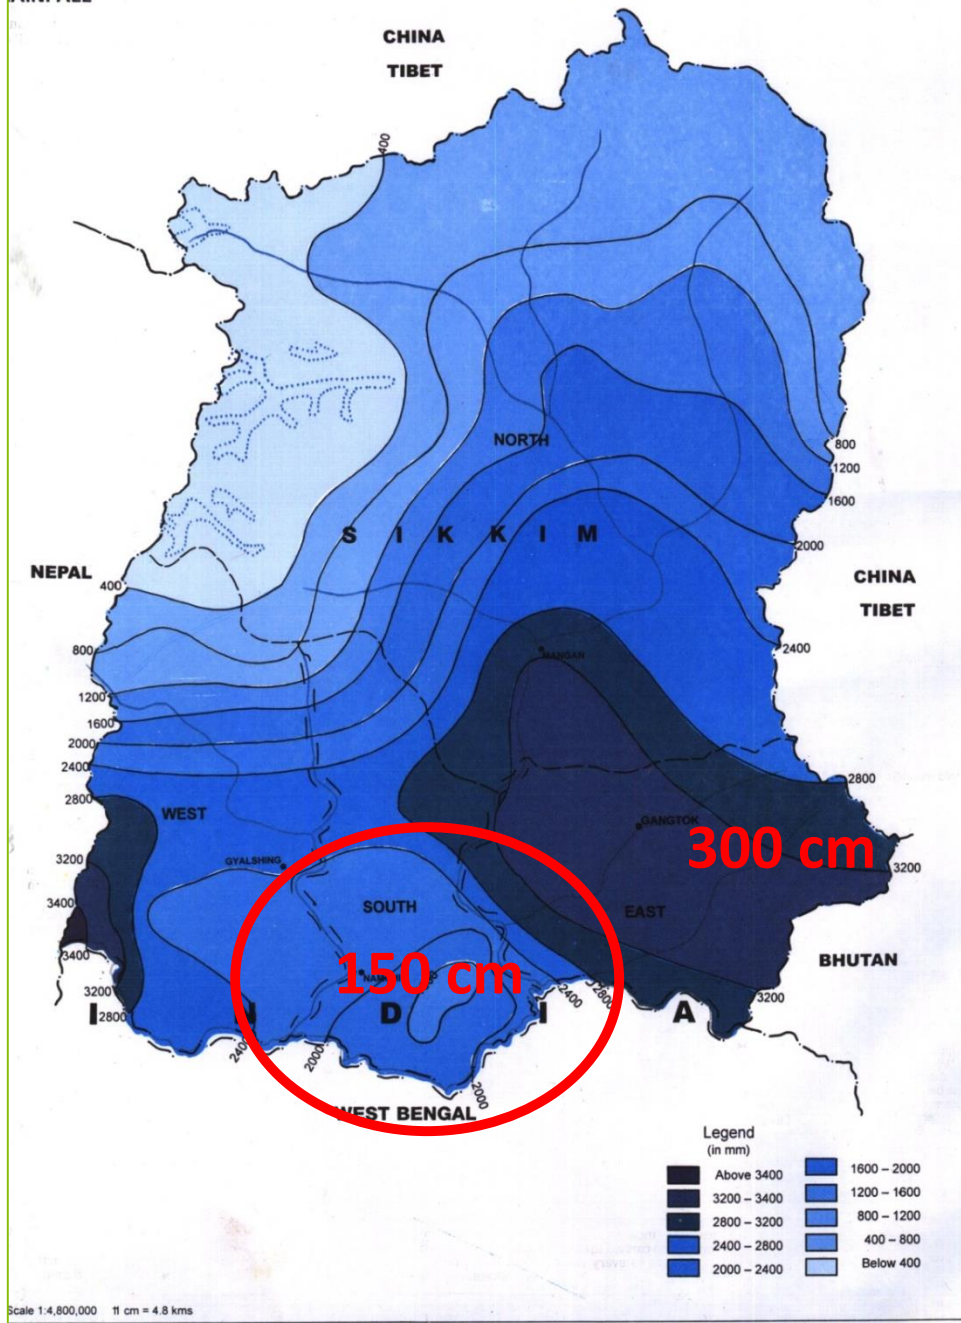 CHINA
TIBET
400
NORTH
800
1200
1600
2000
2400
2800
3200
S I K K I M
NEPAL
400
800
1200
1600
2000
2400
2800
3200
3400
3400
3200
2800
CHINA
TIBET
MANGAN
WEST
GYALSHING
GANGTOK
300 cm
SOUTH
EAST
150 cm
BHUTAN
I N D I A
2400
2000
2000
2400
2800
3200
WEST BENGAL
Legend
(in mm)
Above 3400
3200 – 3400
2800 – 3200
2400 – 2800
2000 – 2400
1600 – 2000
1200 – 1600
800 – 1200
400 – 800
Below 400
Scale 1:4,800,000 11 cm = 4.8 kms